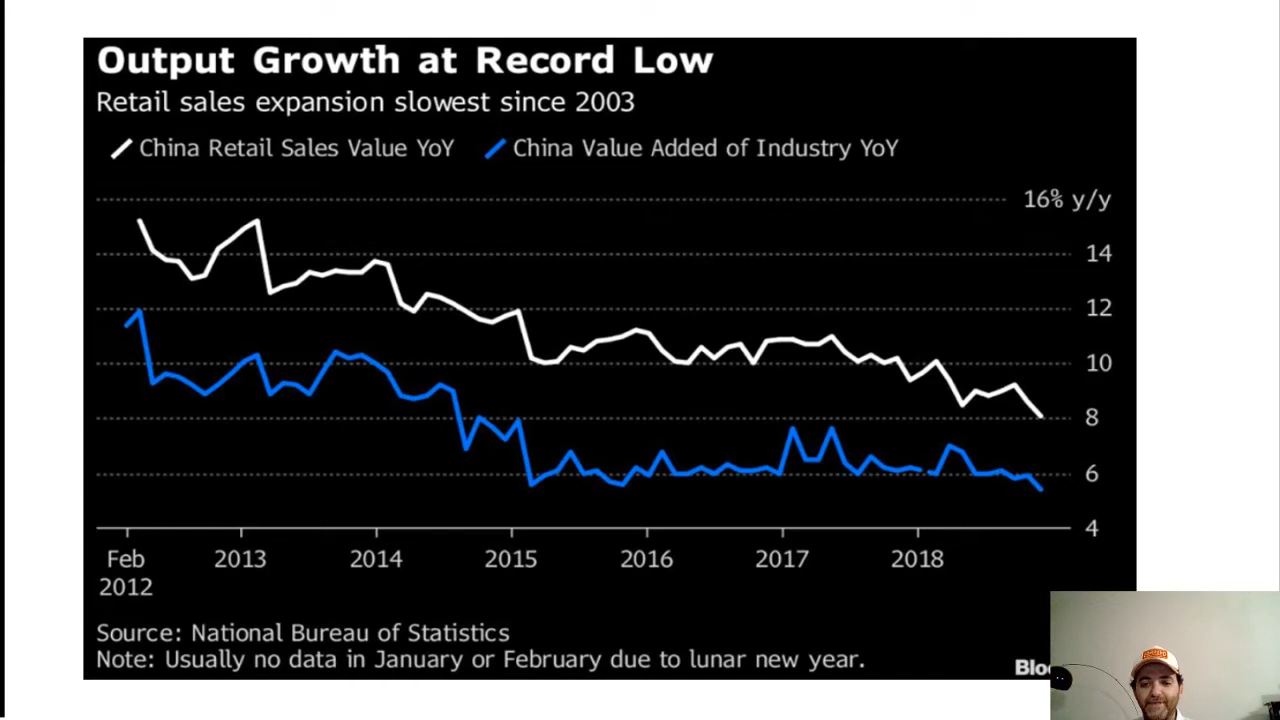 Output Growth at Record Low
Retail sales expansion slowest since 2003
China Retail Sales Value YoY China Value Added of Industry YoY
16% y/y
14
12
10
8
6
4
Feb 2013 2014 2015 2016 2017 2018
2012
Source: National Bureau of Statistics
Note: Usually no data in January or February due to lunar new year.